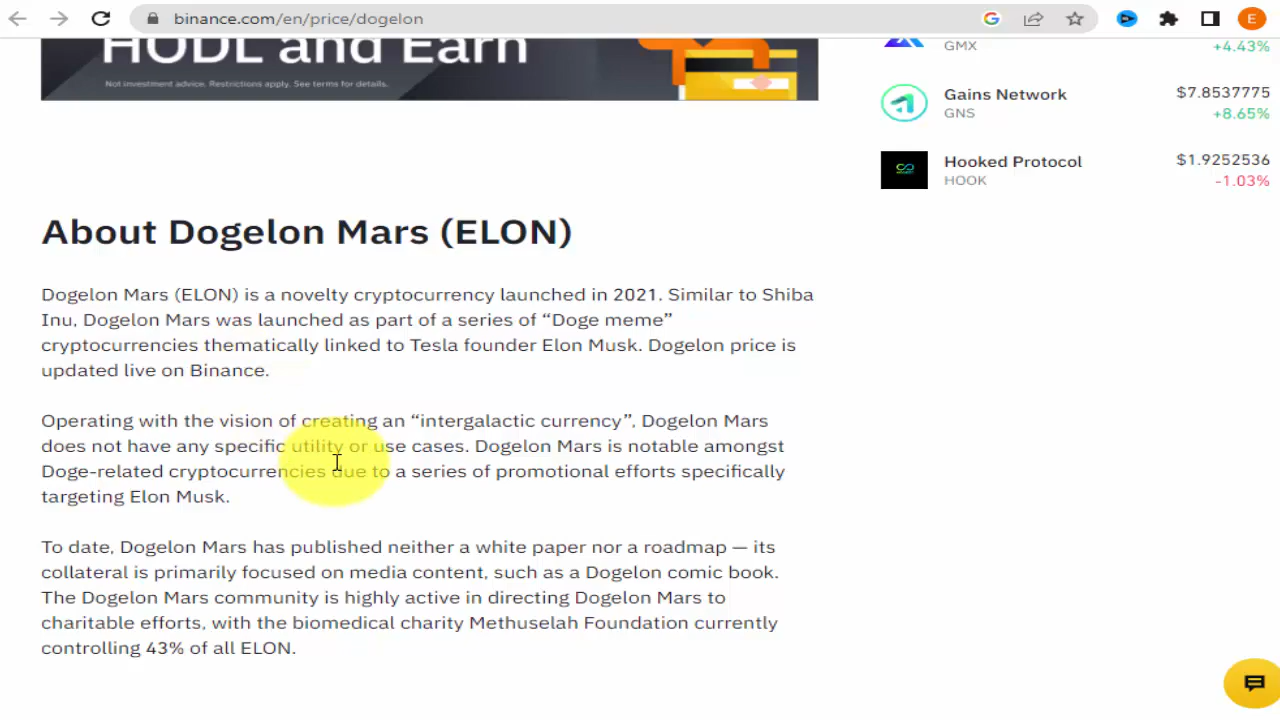 binance.com/en/price/dogelon
E
HODL and Earn
Not investment advice. Restrictions apply. See terms for details.
GMX
+4.43%
Gains Network
$7.8537775
GNS
+8.65%
Hooked Protocol
$1.9252536
HOOK
-1.03%
About Dogelon Mars (ELON)
Dogelon Mars (ELON) is a novelty cryptocurrency launched in 2021. Similar to Shiba
Inu, Dogelon Mars was launched as part of a series of “Doge meme”
cryptocurrencies thematically linked to Tesla founder Elon Musk. Dogelon price is
updated live on Binance.
Operating with the vision of creating an “intergalactic currency”, Dogelon Mars
does not have any specific utility or use cases. Dogelon Mars is notable amongst
Doge-related cryptocurrencies due to a series of promotional efforts specifically
targeting Elon Musk.
To date, Dogelon Mars has published neither a white paper nor a roadmap — its
collateral is primarily focused on media content, such as a Dogelon comic book.
The Dogelon Mars community is highly active in directing Dogelon Mars to
charitable efforts, with the biomedical charity Methuselah Foundation currently
controlling 43% of all ELON.